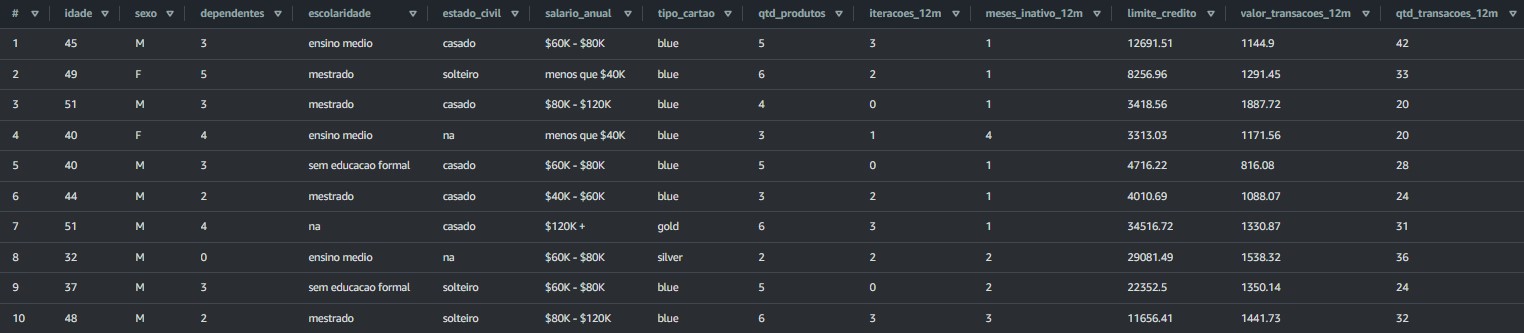 # idade sexo dependentes escolaridade estado_civil salario_anual tipo_cartao qtd_produtos iteracoes_12m meses_inativo_12m limite_credito valor_transacoes_12m qtd_transacoes_12m
1 45 M 3 ensino medio casado $60K - $80K blue 5 3 1 12691.51 1144.9 42
2 49 F 5 mestrado solteiro menos que $40K blue 6 2 1 8256.96 1291.45 33
3 51 M 3 mestrado casado $80K - $120K blue 4 0 1 3418.56 1887.72 20
4 40 F 4 ensino medio na menos que $40K blue 3 1 4 3313.03 1171.56 20
5 40 M 3 sem educacao formal casado $60K - $80K blue 5 0 1 4716.22 816.08 28
6 44 M 2 mestrado casado $40K - $60K blue 3 2 1 4010.69 1088.07 24
7 51 M 4 na casado $120K + gold 6 3 1 34516.72 1330.87 31
8 32 M 0 ensino medio na $60K - $80K silver 2 2 2 29081.49 1538.32 36
9 37 M 3 sem educacao formal solteiro $60K - $80K blue 5 0 2 22352.5 1350.14 24
10 48 M 2 mestrado solteiro $80K - $120K blue 6 3 3 11656.41 1441.73 32